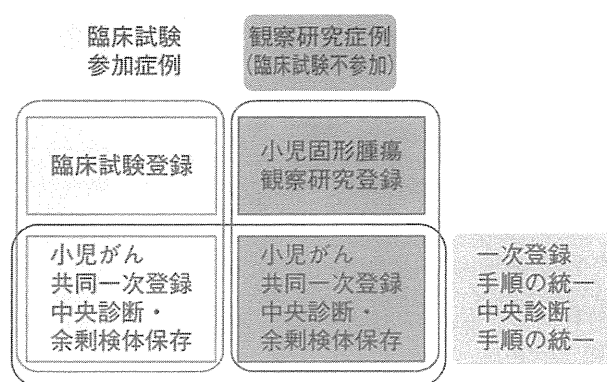 臨床試験
参加症例
観察研究症例
(臨床試験不参加)
臨床試験登録
小児固形腫瘍
観察研究登録
小児がん
共同一次登録
中央診断・
余剰検体保存
小児がん
共同一次登録
中央診断・
余剰検体保存
一次登録
手順の統一
中央診断
手順の統一